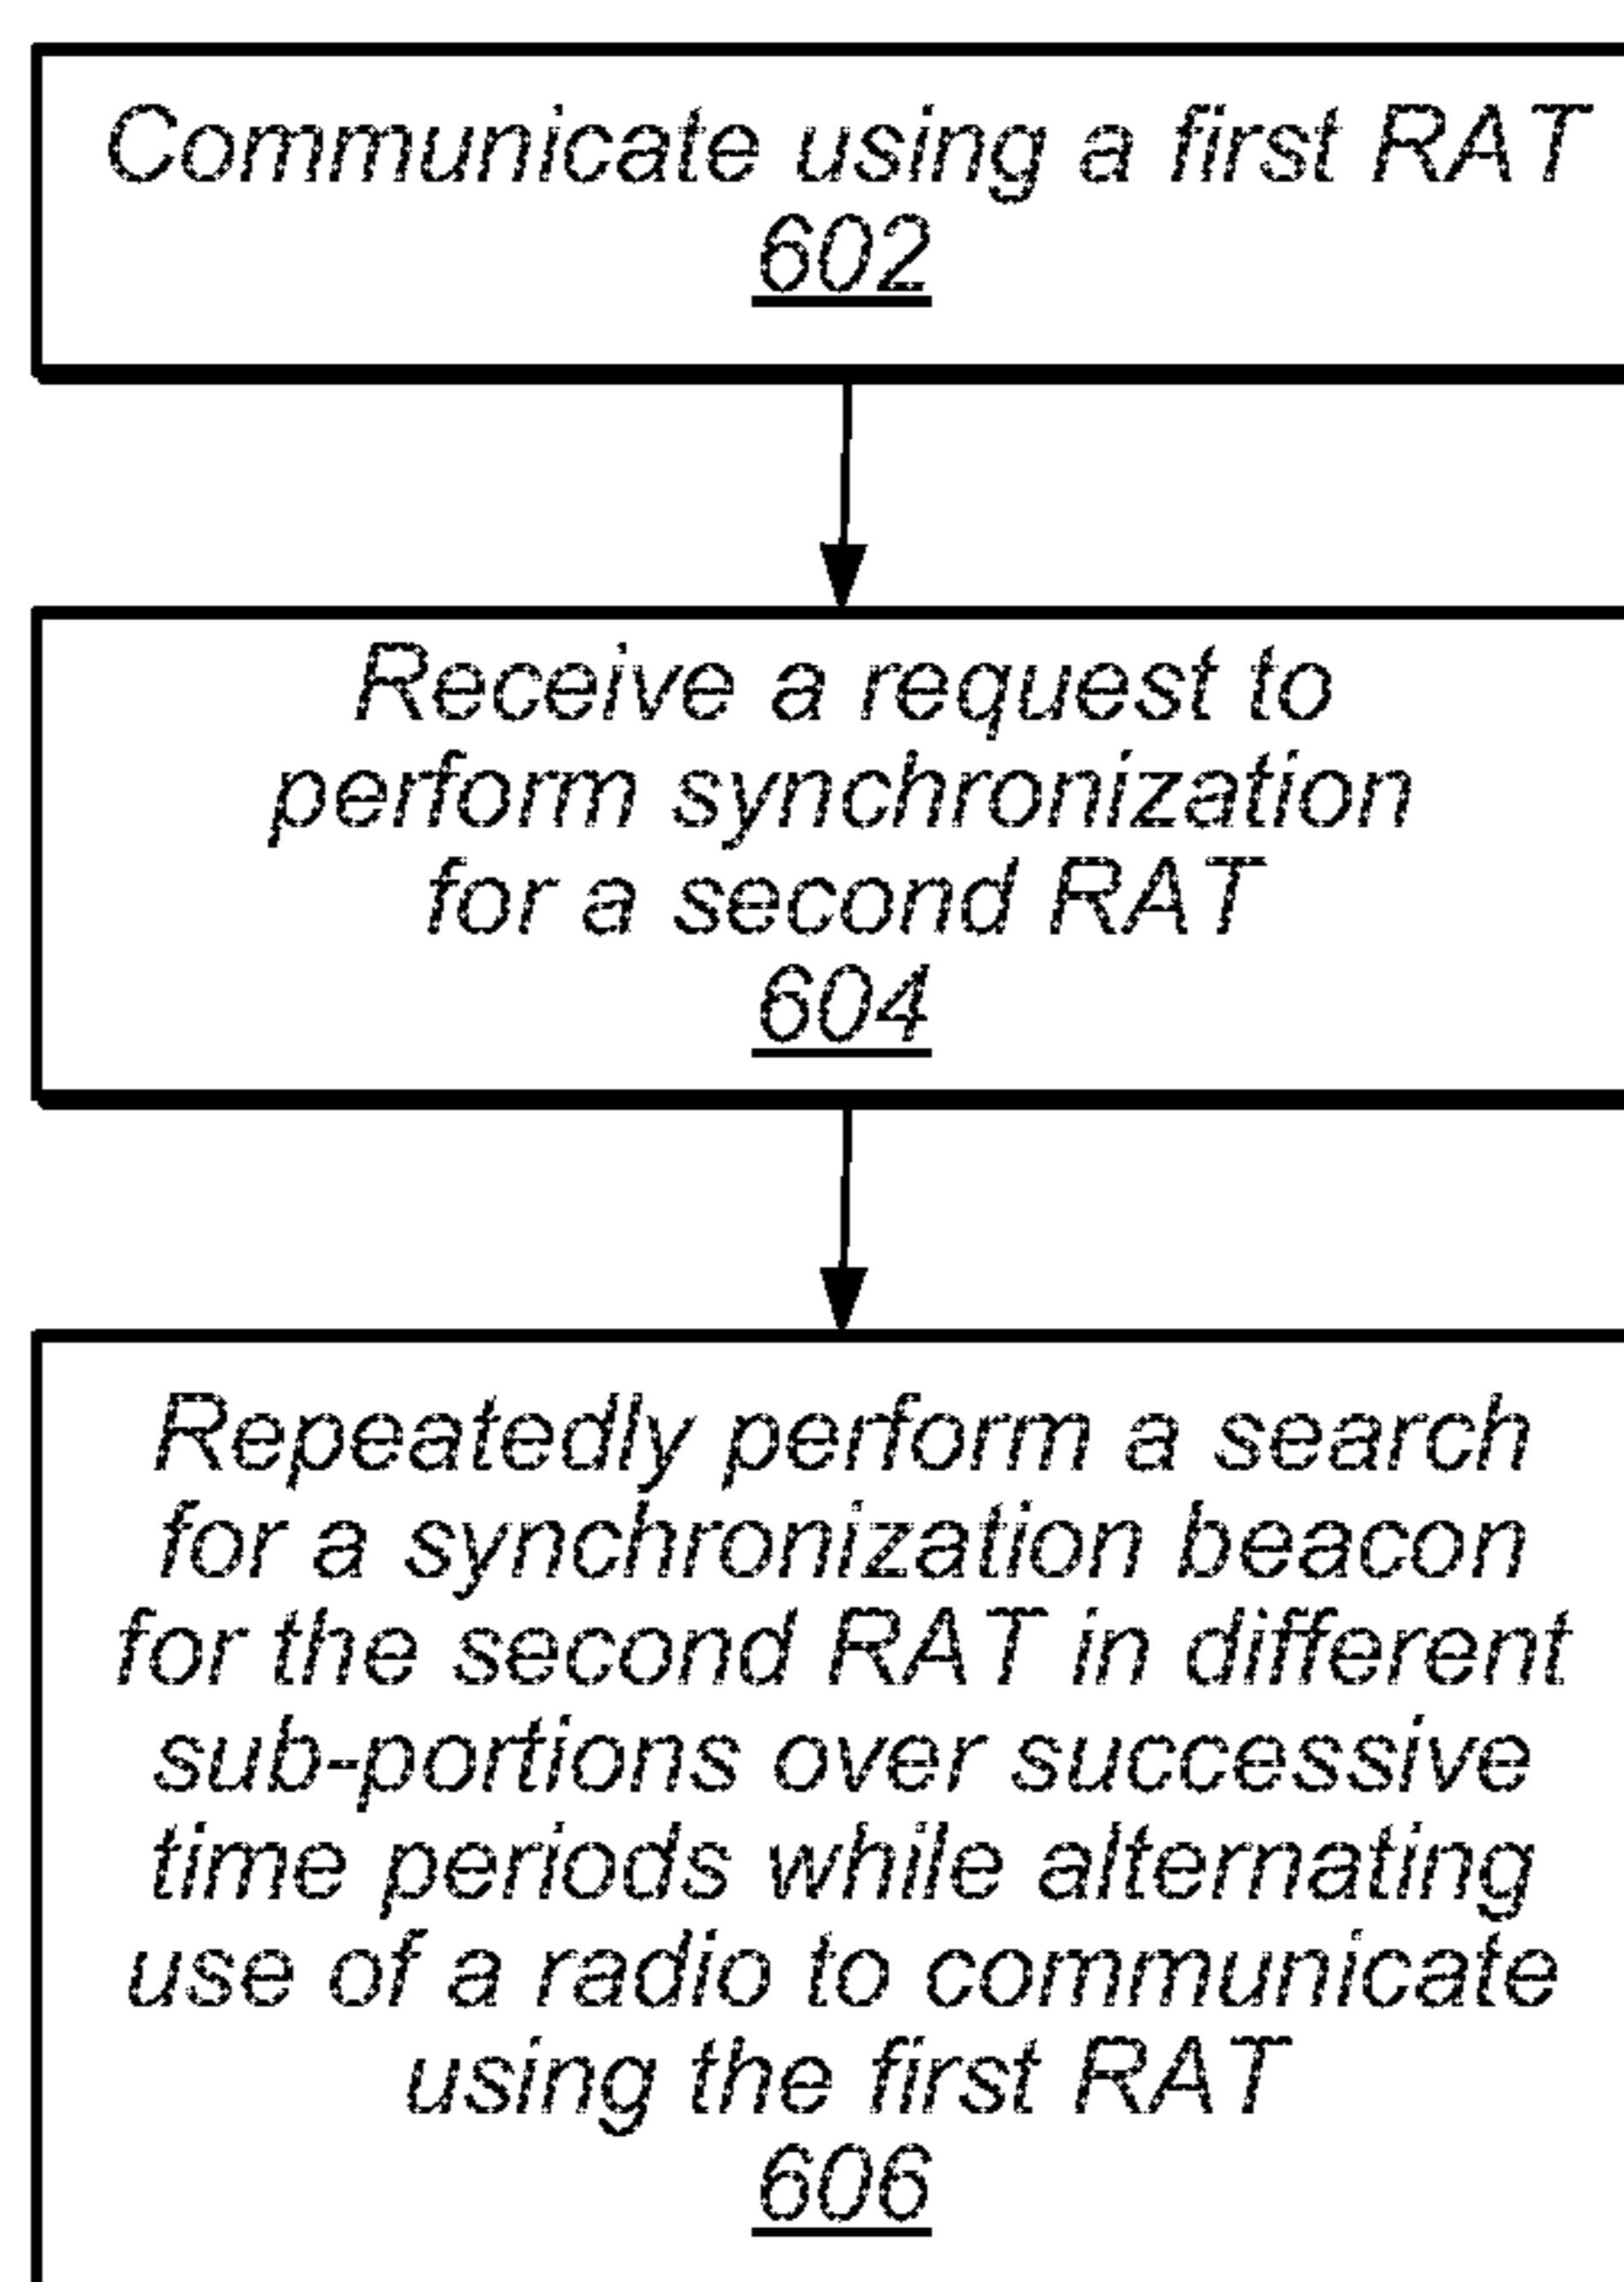 Communicate using a first RAT
602
Receive a request to
perform synchronization
for a second RAT
604
Repeatedly perform a search
for a synchronization beacon
for the second RAT in different
sub-portions over successive
time periods while alternating
use of a radio to communicate
using the first RAT
606